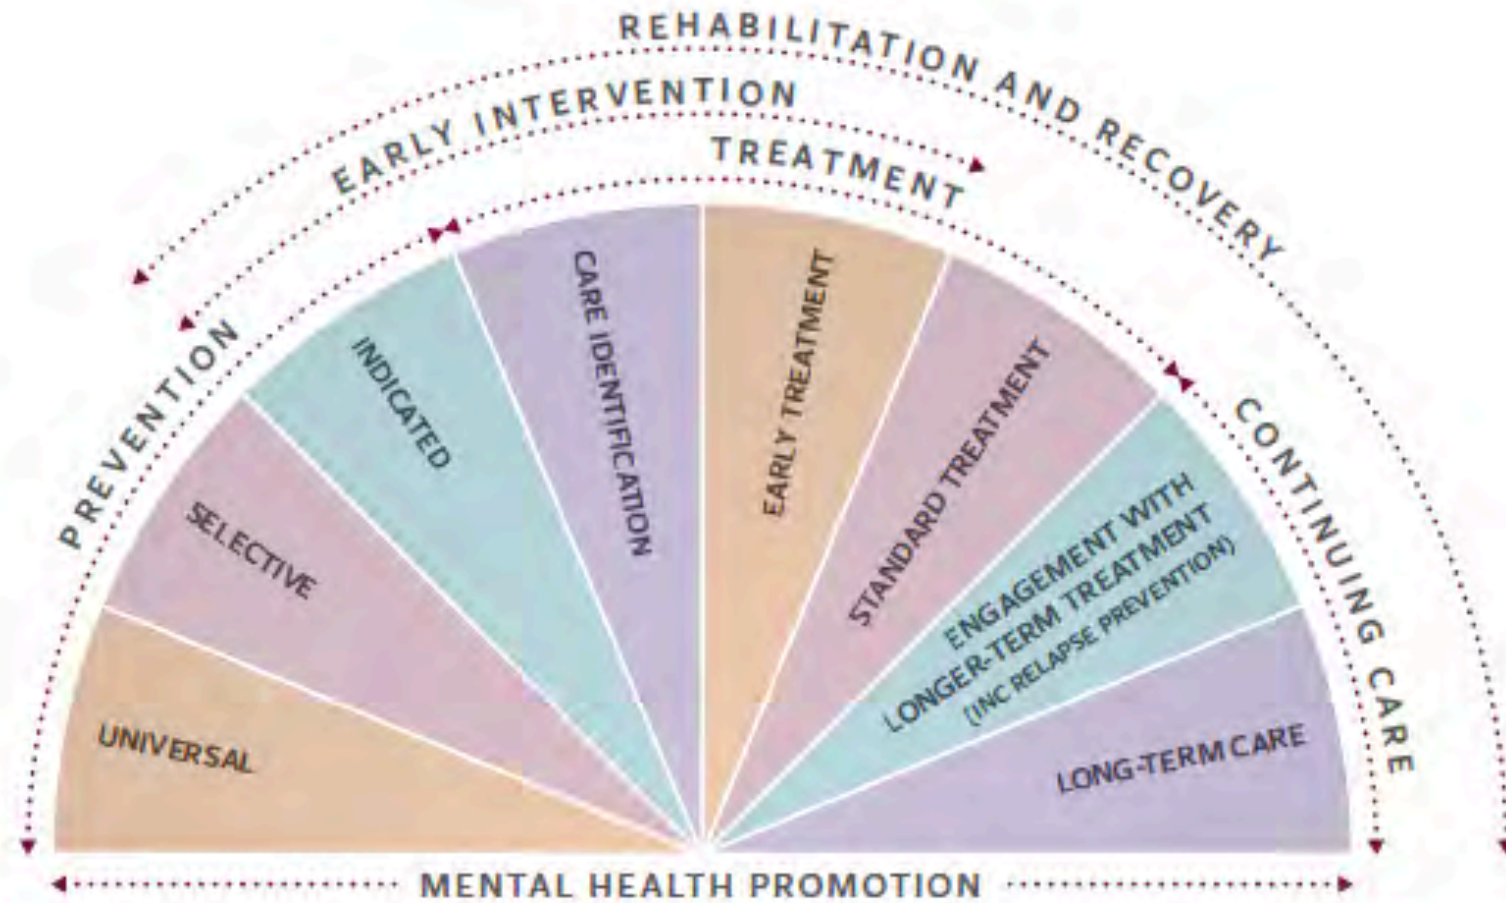 REHABILITATION AND RECOVERY
EARLY INTERVENTION
TREATMENT
PREVENTION
CONTINUING CARE
UNIVERSAL
SELECTIVE
INDICATED
CARE IDENTIFICATION
EARLY TREATMENT
STANDARD TREATMENT
ENGAGEMENT WITH
LONGER-TERM TREATMENT
(INC RELAPSE PREVENTION)
LONG-TERM CARE
MENTAL HEALTH PROMOTION